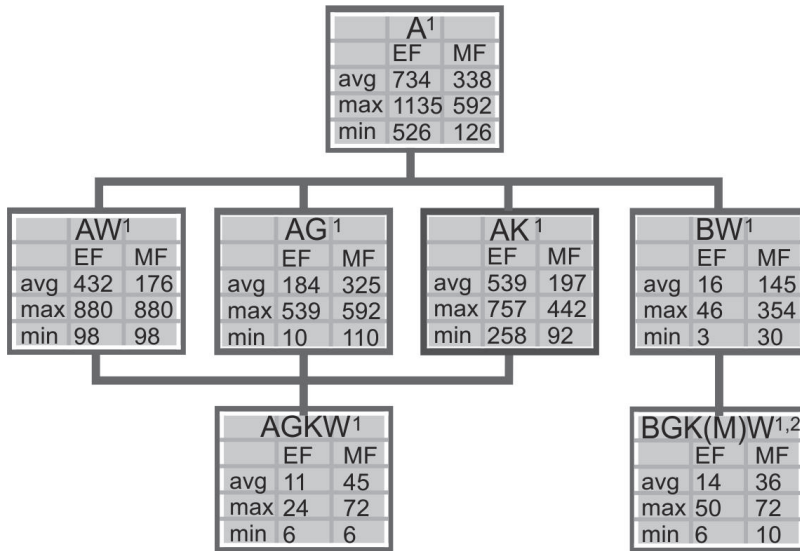 A¹
EF MF
avg 734 338
max 1135 592
min 526 126
AW¹
EF MF
avg 432 176
max 880 880
min 98 98
AG¹
EF MF
avg 184 325
max 539 592
min 10 110
AK¹
EF MF
avg 539 197
max 757 442
min 258 92
BW¹
EF MF
avg 16 145
max 46 354
min 3 30
AGKW¹
EF MF
avg 11 45
max 24 72
min 6 6
BGK(M)W¹,²
EF MF
avg 14 36
max 50 72
min 6 10